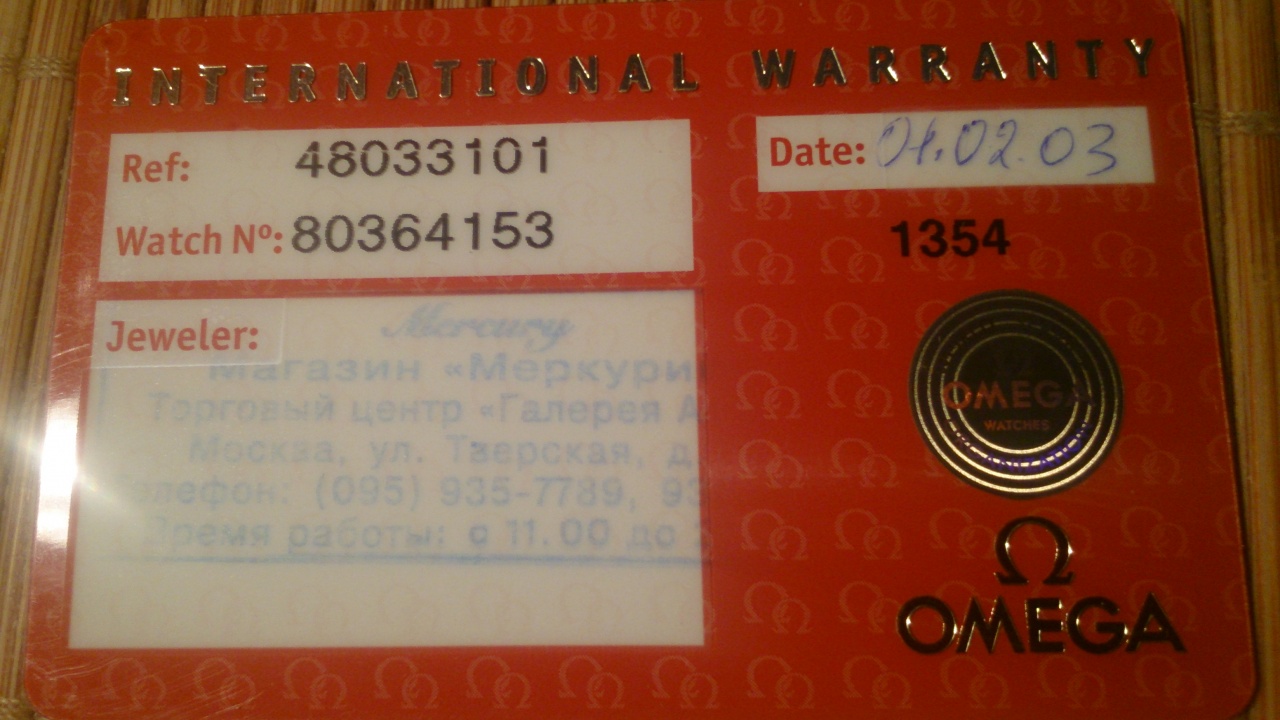 INTERNATIONAL WARRANTY
Ref: 48033101
Date: 01.02.03
Watch Nº: 80364153
1354
Jeweler:
Mercury
Магазин «Меркури
Торговый центр «Галерея А
Москва, ул. Тверская, д.
Телефон. (095) 935-7789, 93
Время работы: с 11.00 до
OMEGA
WATCHES
Ω
OMEGA